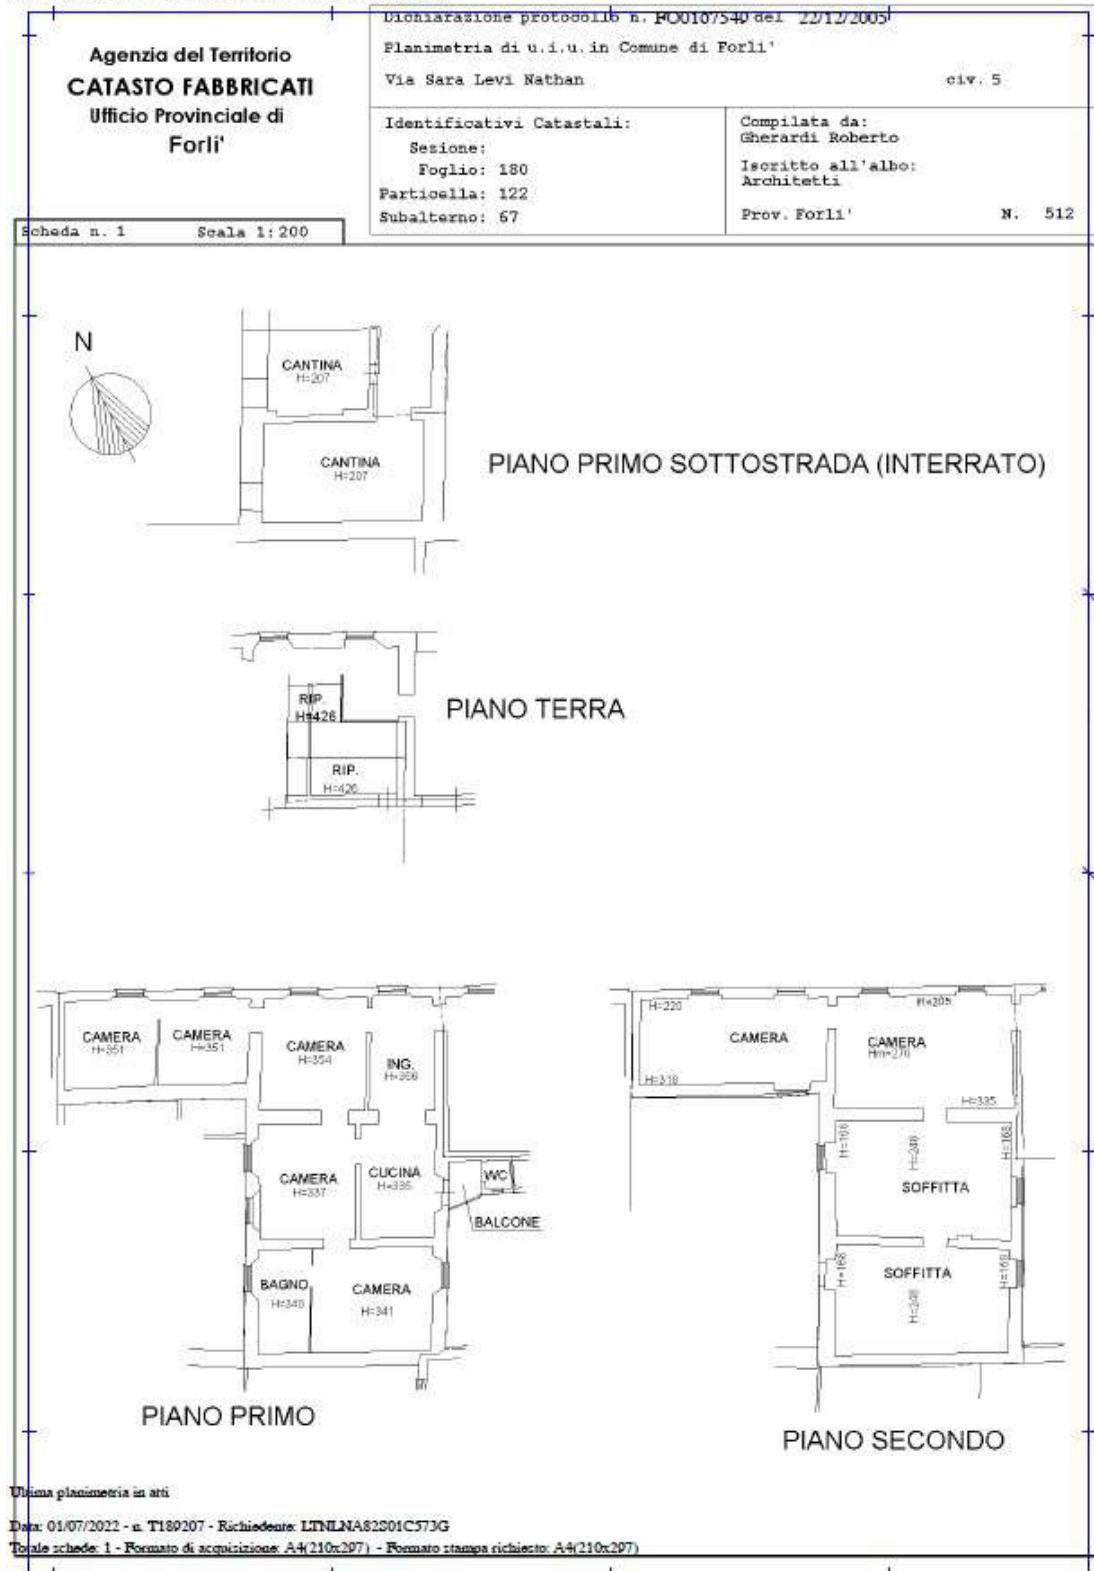 Agenzia del Territorio
CATASTO FABBRICATI
Ufficio Provinciale di
Forli'
Dichiarazione protocollo n. FO0107540 del 22/12/2005
Planimetria di u.i.u. in Comune di Forli'
Via Sara Levi Nathan civ. 5
Identificativi Catastali:
Sezione:
Foglio: 180
Particella: 122
Subalterno: 67
Compilata da:
Gherardi Roberto
Iscritto all'albo:
Architetti
Prov. Forli' N. 512
Scheda n. 1 Scala 1:200
N
CANTINA
H=207
CANTINA
H=207
PIANO PRIMO SOTTOSTRADA (INTERRATO)
RIP.
H=426
RIP.
H=426
PIANO TERRA
CAMERA
H=351
CAMERA
H=351
CAMERA
H=354
ING.
H=356
CAMERA
H=337
CUCINA
H=335
WC
BALCONE
BAGNO
H=340
CAMERA
H=341
PIANO PRIMO
H=220
H=205
CAMERA
CAMERA
Hm=270
H=318
H=335
H=168
H=248
H=168
SOFFITTA
H=168
SOFFITTA
H=168
H=248
PIANO SECONDO
Ultima planimetria in atti
Data: 01/07/2022 - n. T189207 - Richiedente: LTNLNA82S01C573G
Totale schede: 1 - Formato di acquisizione: A4(210x297) - Formato stampa richiesto: A4(210x297)